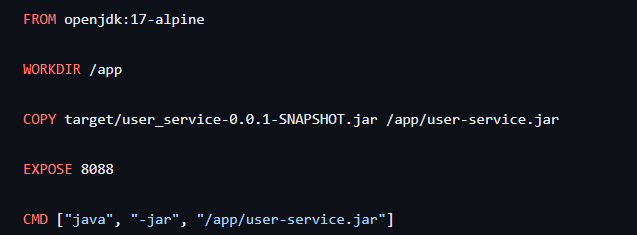 FROM openjdk:17-alpine
WORKDIR /app
COPY target/user_service-0.0.1-SNAPSHOT.jar /app/user-service.jar
EXPOSE 8088
CMD ["java", "-jar", "/app/user-service.jar"]